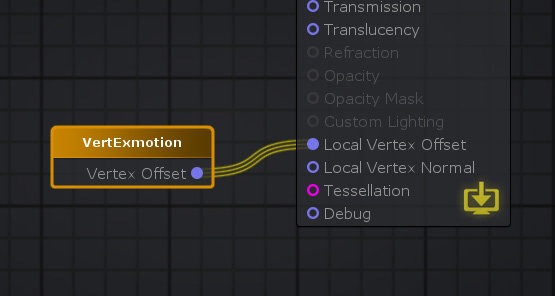 Transmission
Translucency
Refraction
Opacity
Opacity Mask
Custom Lighting
VertExmotion
Local Vertex Offset
Vertex Offset
Local Vertex Normal
Tessellation
Debug